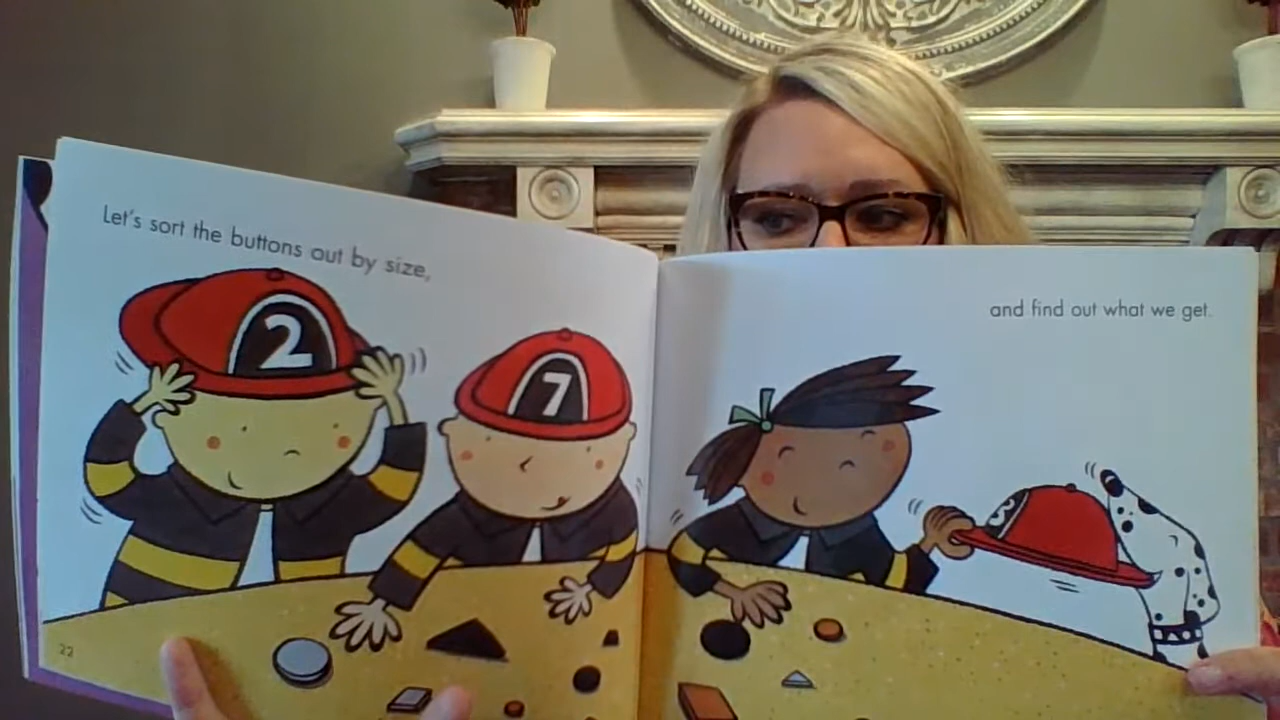 Let's sort the buttons out by size,
and find out what we get.
2
7
22